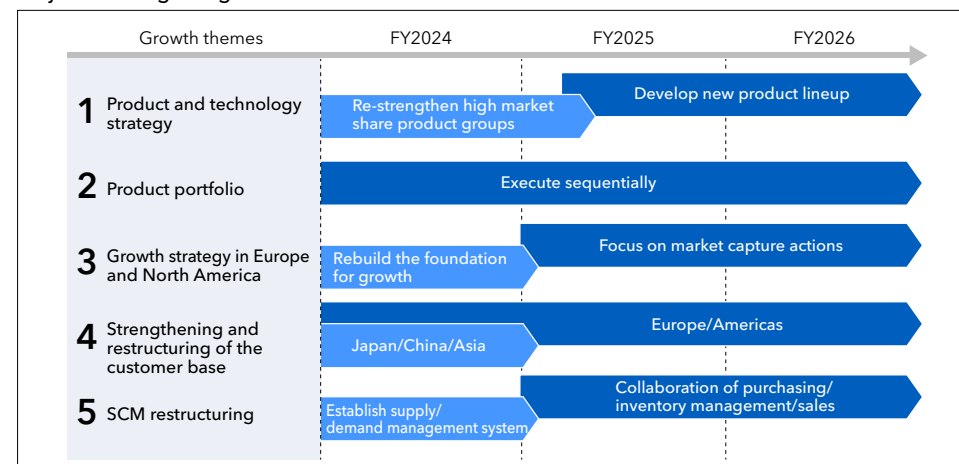 Growth themes
FY2024
FY2025
FY2026
1
Product and technology
strategy
Re-strengthen high market
share product groups
Develop new product lineup
2
Product portfolio
Execute sequentially
3
Growth strategy in Europe
and North America
Rebuild the foundation
for growth
Focus on market capture actions
4
Strengthening and
restructuring of the
customer base
Japan/China/Asia
Europe/Americas
5
SCM restructuring
Establish supply/
demand management system
Collaboration of purchasing/
inventory management/sales